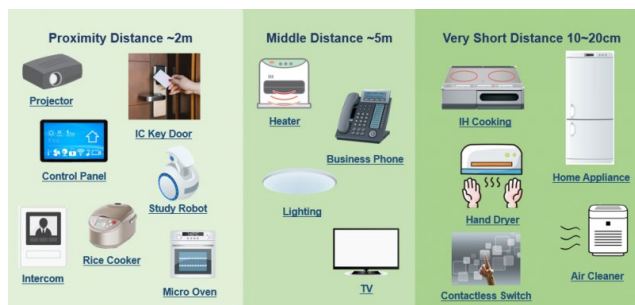 Proximity Distance ~2m
Projector
IC Key Door
Control Panel
Study Robot
Intercom
Rice Cooker
Micro Oven
Middle Distance ~5m
Heater
Business Phone
Lighting
TV
Very Short Distance 10~20cm
IH Cooking
Home Appliance
Hand Dryer
Contactless Switch
Air Cleaner